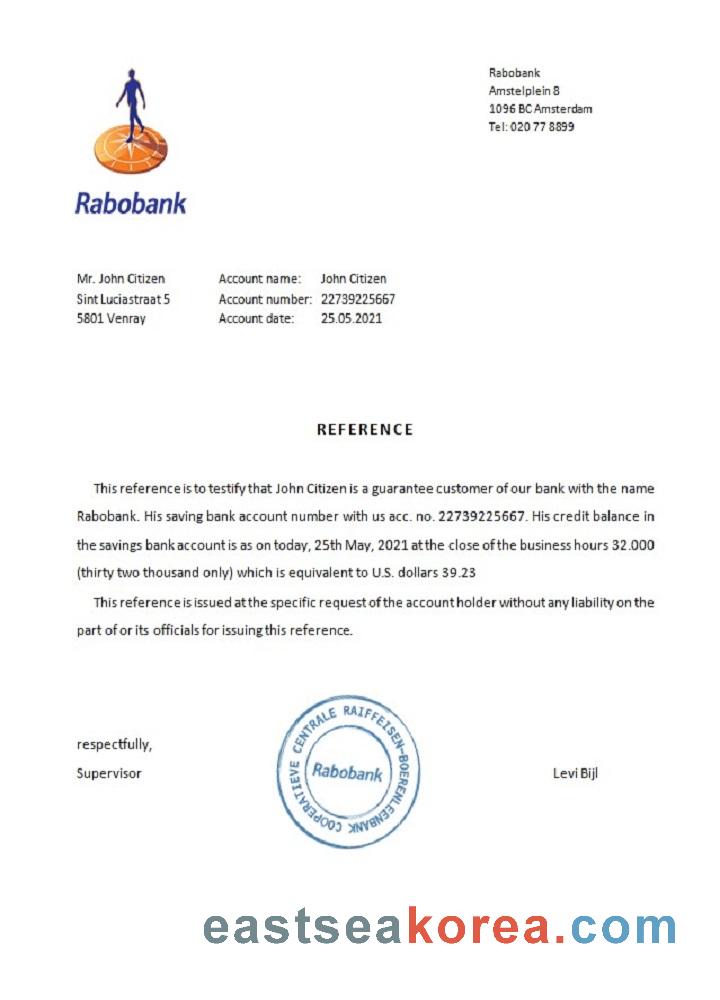 Rabobank
Amstelplein 8
1096 BC Amsterdam
Tel: 020 77 8899
Rabobank
Mr. John Citizen
Sint Luciastraat 5
5801 Venray
Account name: John Citizen
Account number: 22739225667
Account date: 25.05.2021
REFERENCE
This reference is to testify that John Citizen is a guarantee customer of our bank with the name
Rabobank. His saving bank account number with us acc. no. 22739225667. His credit balance in
the savings bank account is as on today, 25th May, 2021 at the close of the business hours 32.000
(thirty two thousand only) which is equivalent to U.S. dollars 39.23
This reference is issued at the specific request of the account holder without any liability on the
part of or its officials for issuing this reference.
respectfully,
Supervisor
COOPERATIEVE CENTRALE RAIFFEISEN-BOERENLEENBANK
Rabobank
Levi Bijl
eastseakorea.com